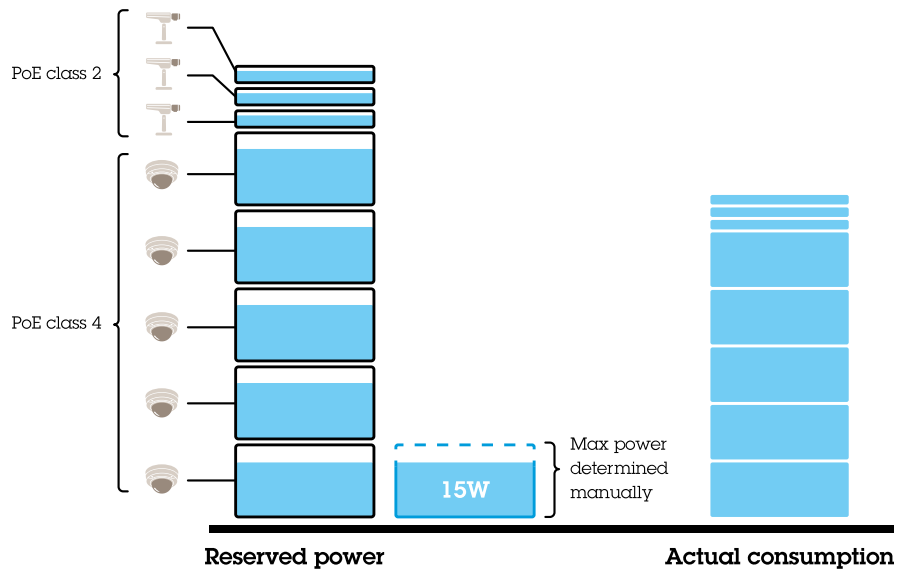 PoE class 2
PoE class 4
15W
Max power
determined
manually
Reserved power
Actual consumption